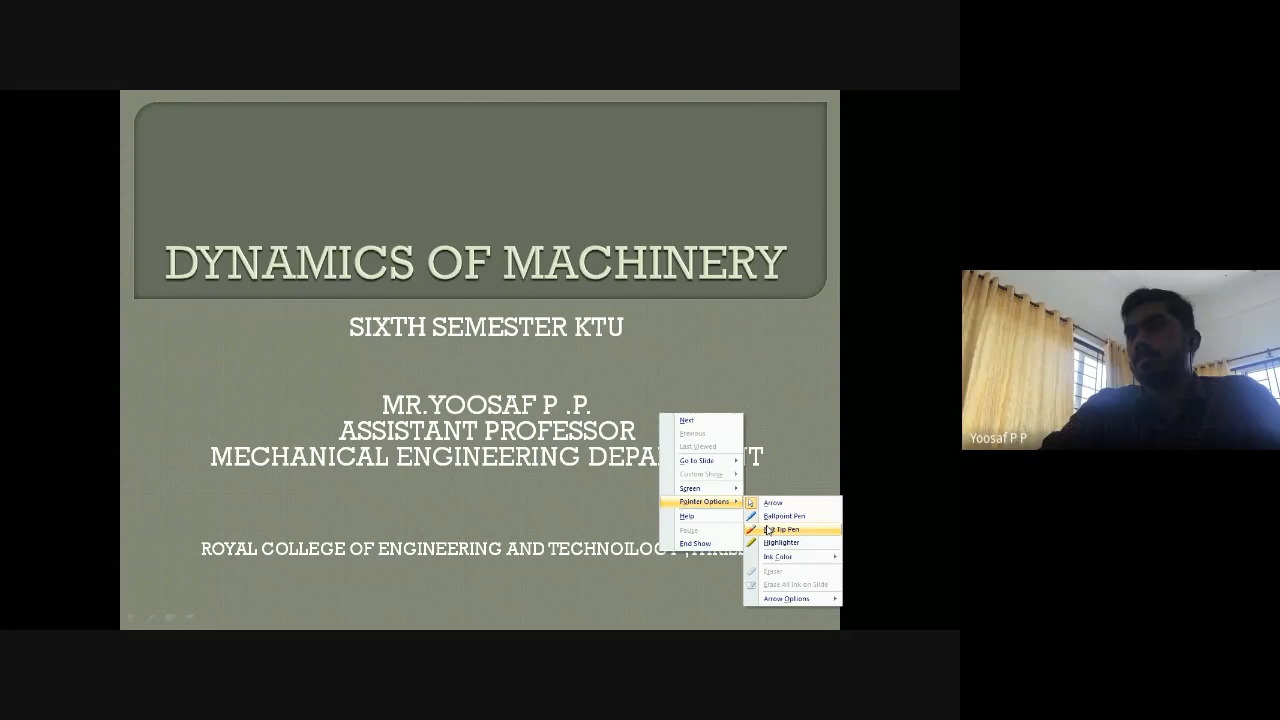 DYNAMICS OF MACHINERY
SIXTH SEMESTER KTU
MR.YOOSAF P .P.
ASSISTANT PROFESSOR
MECHANICAL ENGINEERING
ROYAL COLLEGE OF ENGINEERING AND
Next
Previous
Last Viewed
Go to Slide
Custom Show
Screen
Pointer Options
Help
Pause
End Show
Arrow
Ballpoint Pen
Tip Pen
Highlighter
Ink Color
Eraser
Erase All Ink on Slide
Arrow Options
Yoosaf P P